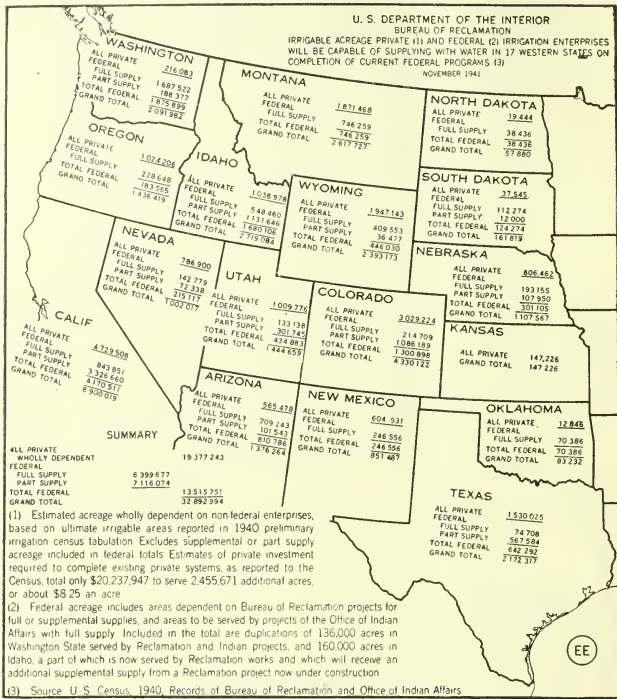 U. S. DEPARTMENT OF THE INTERIOR
BUREAU OF RECLAMATION
IRRIGABLE ACREAGE PRIVATE (1) AND FEDERAL (2) IRRIGATION ENTERPRISES
WILL BE CAPABLE OF SUPPLYING WITH WATER IN 17 WESTERN STATES ON
COMPLETION OF CURRENT FEDERAL PROGRAMS (3)
NOVEMBER 1941
WASHINGTON
ALL PRIVATE 216 083
FEDERAL
FULL SUPPLY 1 687 522
PART SUPPLY 188 377
TOTAL FEDERAL 1 875 899
GRAND TOTAL 2 091 982
MONTANA
ALL PRIVATE 1 871 468
FEDERAL
FULL SUPPLY 746 259
TOTAL FEDERAL 746 259
GRAND TOTAL 2 617 727
NORTH DAKOTA
ALL PRIVATE 19 444
FEDERAL
FULL SUPPLY 38 436
TOTAL FEDERAL 38 436
GRAND TOTAL 57 880
OREGON
ALL PRIVATE 1 024 206
FEDERAL
FULL SUPPLY 228 648
183 565
GRAND TOTAL 1 436 419
IDAHO
ALL PRIVATE 1 038 978
FEDERAL
FULL SUPPLY 548 460
PART SUPPLY 1 131 646
TOTAL FEDERAL 1 680 106
GRAND TOTAL 2 719 084
WYOMING
ALL PRIVATE 1 947 143
FEDERAL
FULL SUPPLY 409 553
PART SUPPLY 36 477
TOTAL FEDERAL 446 030
GRAND TOTAL 2 393 173
SOUTH DAKOTA
ALL PRIVATE 37 545
FEDERAL
FULL SUPPLY 112 274
PART SUPPLY 12 000
TOTAL FEDERAL 124 274
GRAND TOTAL 161 819
NEBRASKA
ALL PRIVATE 806,462
FEDERAL
FULL SUPPLY 193 155
PART SUPPLY 107 950
TOTAL FEDERAL 301 105
GRAND TOTAL 1 107 567
NEVADA
ALL PRIVATE 786 900
FEDERAL
FULL SUPPLY 142 779
PART SUPPLY 72 338
TOTAL FEDERAL 215 117
GRAND TOTAL 1 002 017
UTAH
ALL PRIVATE 1 009 776
FEDERAL
FULL SUPPLY 133 138
PART SUPPLY 301 745
TOTAL FEDERAL 434 883
GRAND TOTAL 1 444 659
COLORADO
ALL PRIVATE 3 029 224
FEDERAL
FULL SUPPLY 214 709
PART SUPPLY 1 086 189
TOTAL FEDERAL 1 300 898
GRAND TOTAL 4 330 122
KANSAS
ALL PRIVATE 147,226
GRAND TOTAL 147 226
CALIF
ALL PRIVATE 4 729 508
FEDERAL
FULL SUPPLY 843 851
PART SUPPLY 3 326 660
TOTAL FEDERAL 4 170 511
GRAND TOTAL 8 900 019
ARIZONA
ALL PRIVATE 565 478
FEDERAL
FULL SUPPLY 709 243
PART SUPPLY 101 543
TOTAL FEDERAL 810 786
GRAND TOTAL 1 376 264
NEW MEXICO
ALL PRIVATE 604 931
FEDERAL
FULL SUPPLY 246 556
TOTAL FEDERAL 246 556
GRAND TOTAL 851 487
OKLAHOMA
ALL PRIVATE 12 846
FEDERAL
FULL SUPPLY 70 386
TOTAL FEDERAL 70 386
GRAND TOTAL 83 232
TEXAS
ALL PRIVATE 1 530 025
FEDERAL
FULL SUPPLY 74 708
PART SUPPLY 567 584
TOTAL FEDERAL 642 292
GRAND TOTAL 2 172 317
SUMMARY
ALL PRIVATE
WHOLLY DEPENDENT 19 377 243
FEDERAL
FULL SUPPLY 6 399 677
PART SUPPLY 7 116 074
TOTAL FEDERAL 13 515 751
GRAND TOTAL 32 892 994
(1) Estimated acreage wholly dependent on non-federal enterprises,
based on ultimate irrigable areas reported in 1940 preliminary
irrigation census tabulation Excludes supplemental or part supply
acreage included in federal totals Estimates of private investment
required to complete existing private systems, as reported to the
Census, total only $20,237,947 to serve 2,455,671 additional acres,
or about $8.25 an acre
(2) Federal acreage includes areas dependent on Bureau of Reclamation projects for
full or supplemental supplies, and areas to be served by projects of the Office of Indian
Affairs with full supply Included in the total are duplications of 136,000 acres in
Washington State served by Reclamation and Indian projects, and 160,000 acres in
Idaho, a part of which is now served by Reclamation works and which will receive an
additional supplemental supply from a Reclamation project now under construction
(3) Source U S Census, 1940, Records of Bureau of Reclamation and Office of Indian Affairs
EE